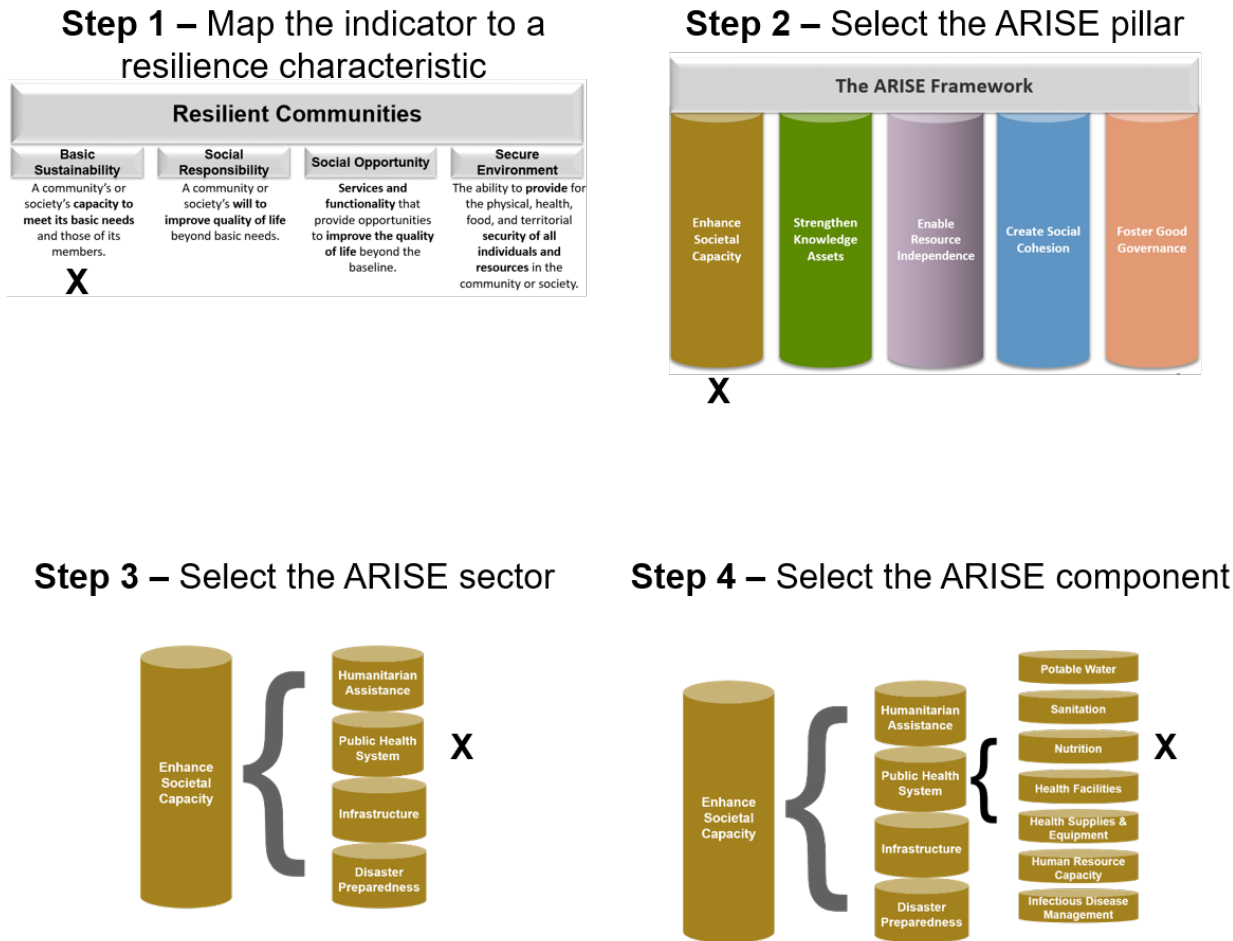 Step 1 – Map the indicator to a
resilience characteristic
Resilient Communities
Basic
Sustainability
A community's or
society's capacity to
meet its basic needs
and those of its
members.
X
Social
Responsibility
A community or
society's will to
improve quality of life
beyond basic needs.
Social Opportunity
Services and
functionality that
provide opportunities
to improve the quality
of life beyond the
baseline.
Secure
Environment
The ability to provide for
the physical, health,
food, and territorial
security of all
individuals and
resources in the
community or society.
Step 2 – Select the ARISE pillar
The ARISE Framework
Enhance
Societal
Capacity
Strengthen
Knowledge
Assets
Enable
Resource
Independence
Create Social
Cohesion
Foster Good
Governance
X
Step 3 – Select the ARISE sector
Enhance
Societal
Capacity
{
Humanitarian
Assistance
Public Health
System
Infrastructure
Disaster
Preparedness
X
Step 4 – Select the ARISE component
Enhance
Societal
Capacity
{
Humanitarian
Assistance
Public Health
System
Infrastructure
Disaster
Preparedness
{
Potable Water
Sanitation
Nutrition
Health Facilities
Health Supplies &
Equipment
Human Resource
Capacity
Infectious Disease
Management
X